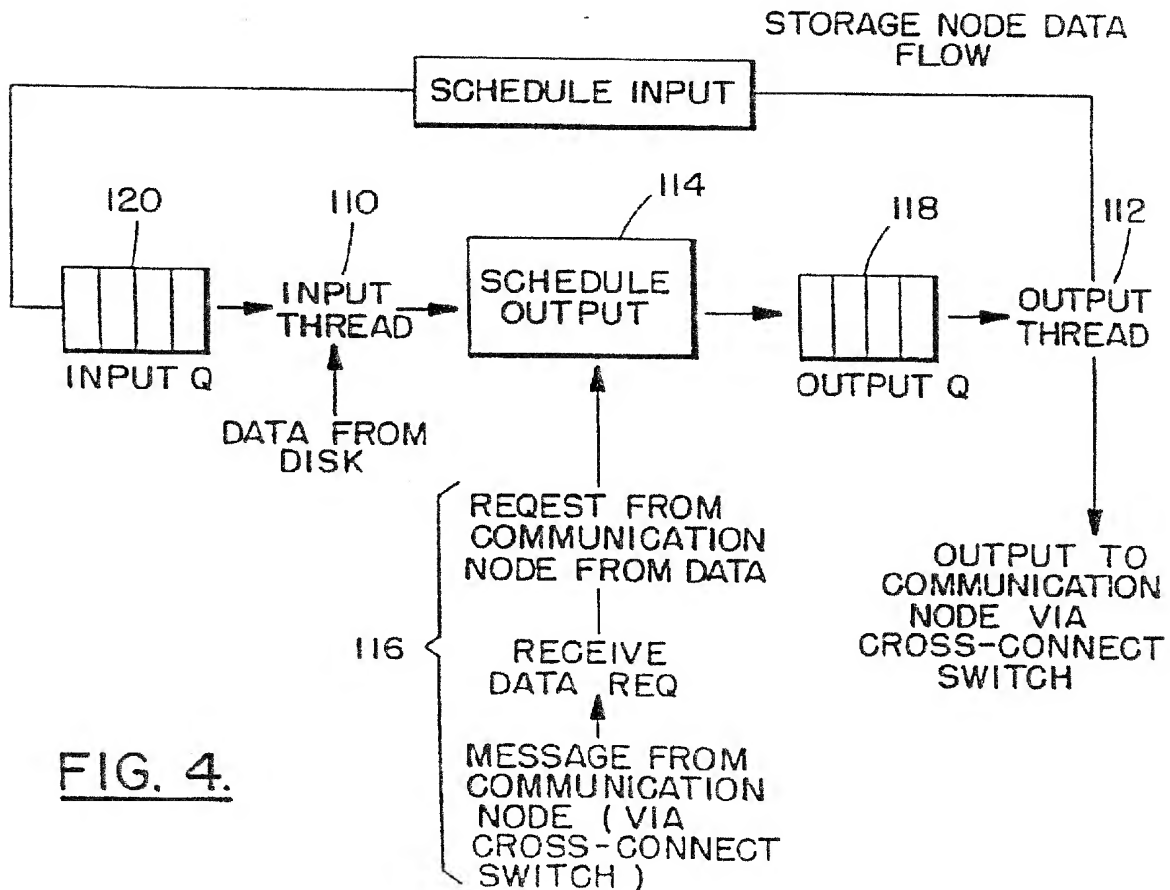 STORAGE NODE DATA
FLOW
SCHEDULE INPUT
120
110
114
118
112
INPUT
THREAD
SCHEDULE
OUTPUT
OUTPUT
THREAD
INPUT Q
OUTPUT Q
DATA FROM
DISK
116
REQEST FROM
COMMUNICATION
NODE FROM DATA
RECEIVE
DATA REQ
MESSAGE FROM
COMMUNICATION
NODE (VIA
CROSS-CONNECT
SWITCH)
OUTPUT TO
COMMUNICATION
NODE VIA
CROSS-CONNECT
SWITCH
FIG. 4.